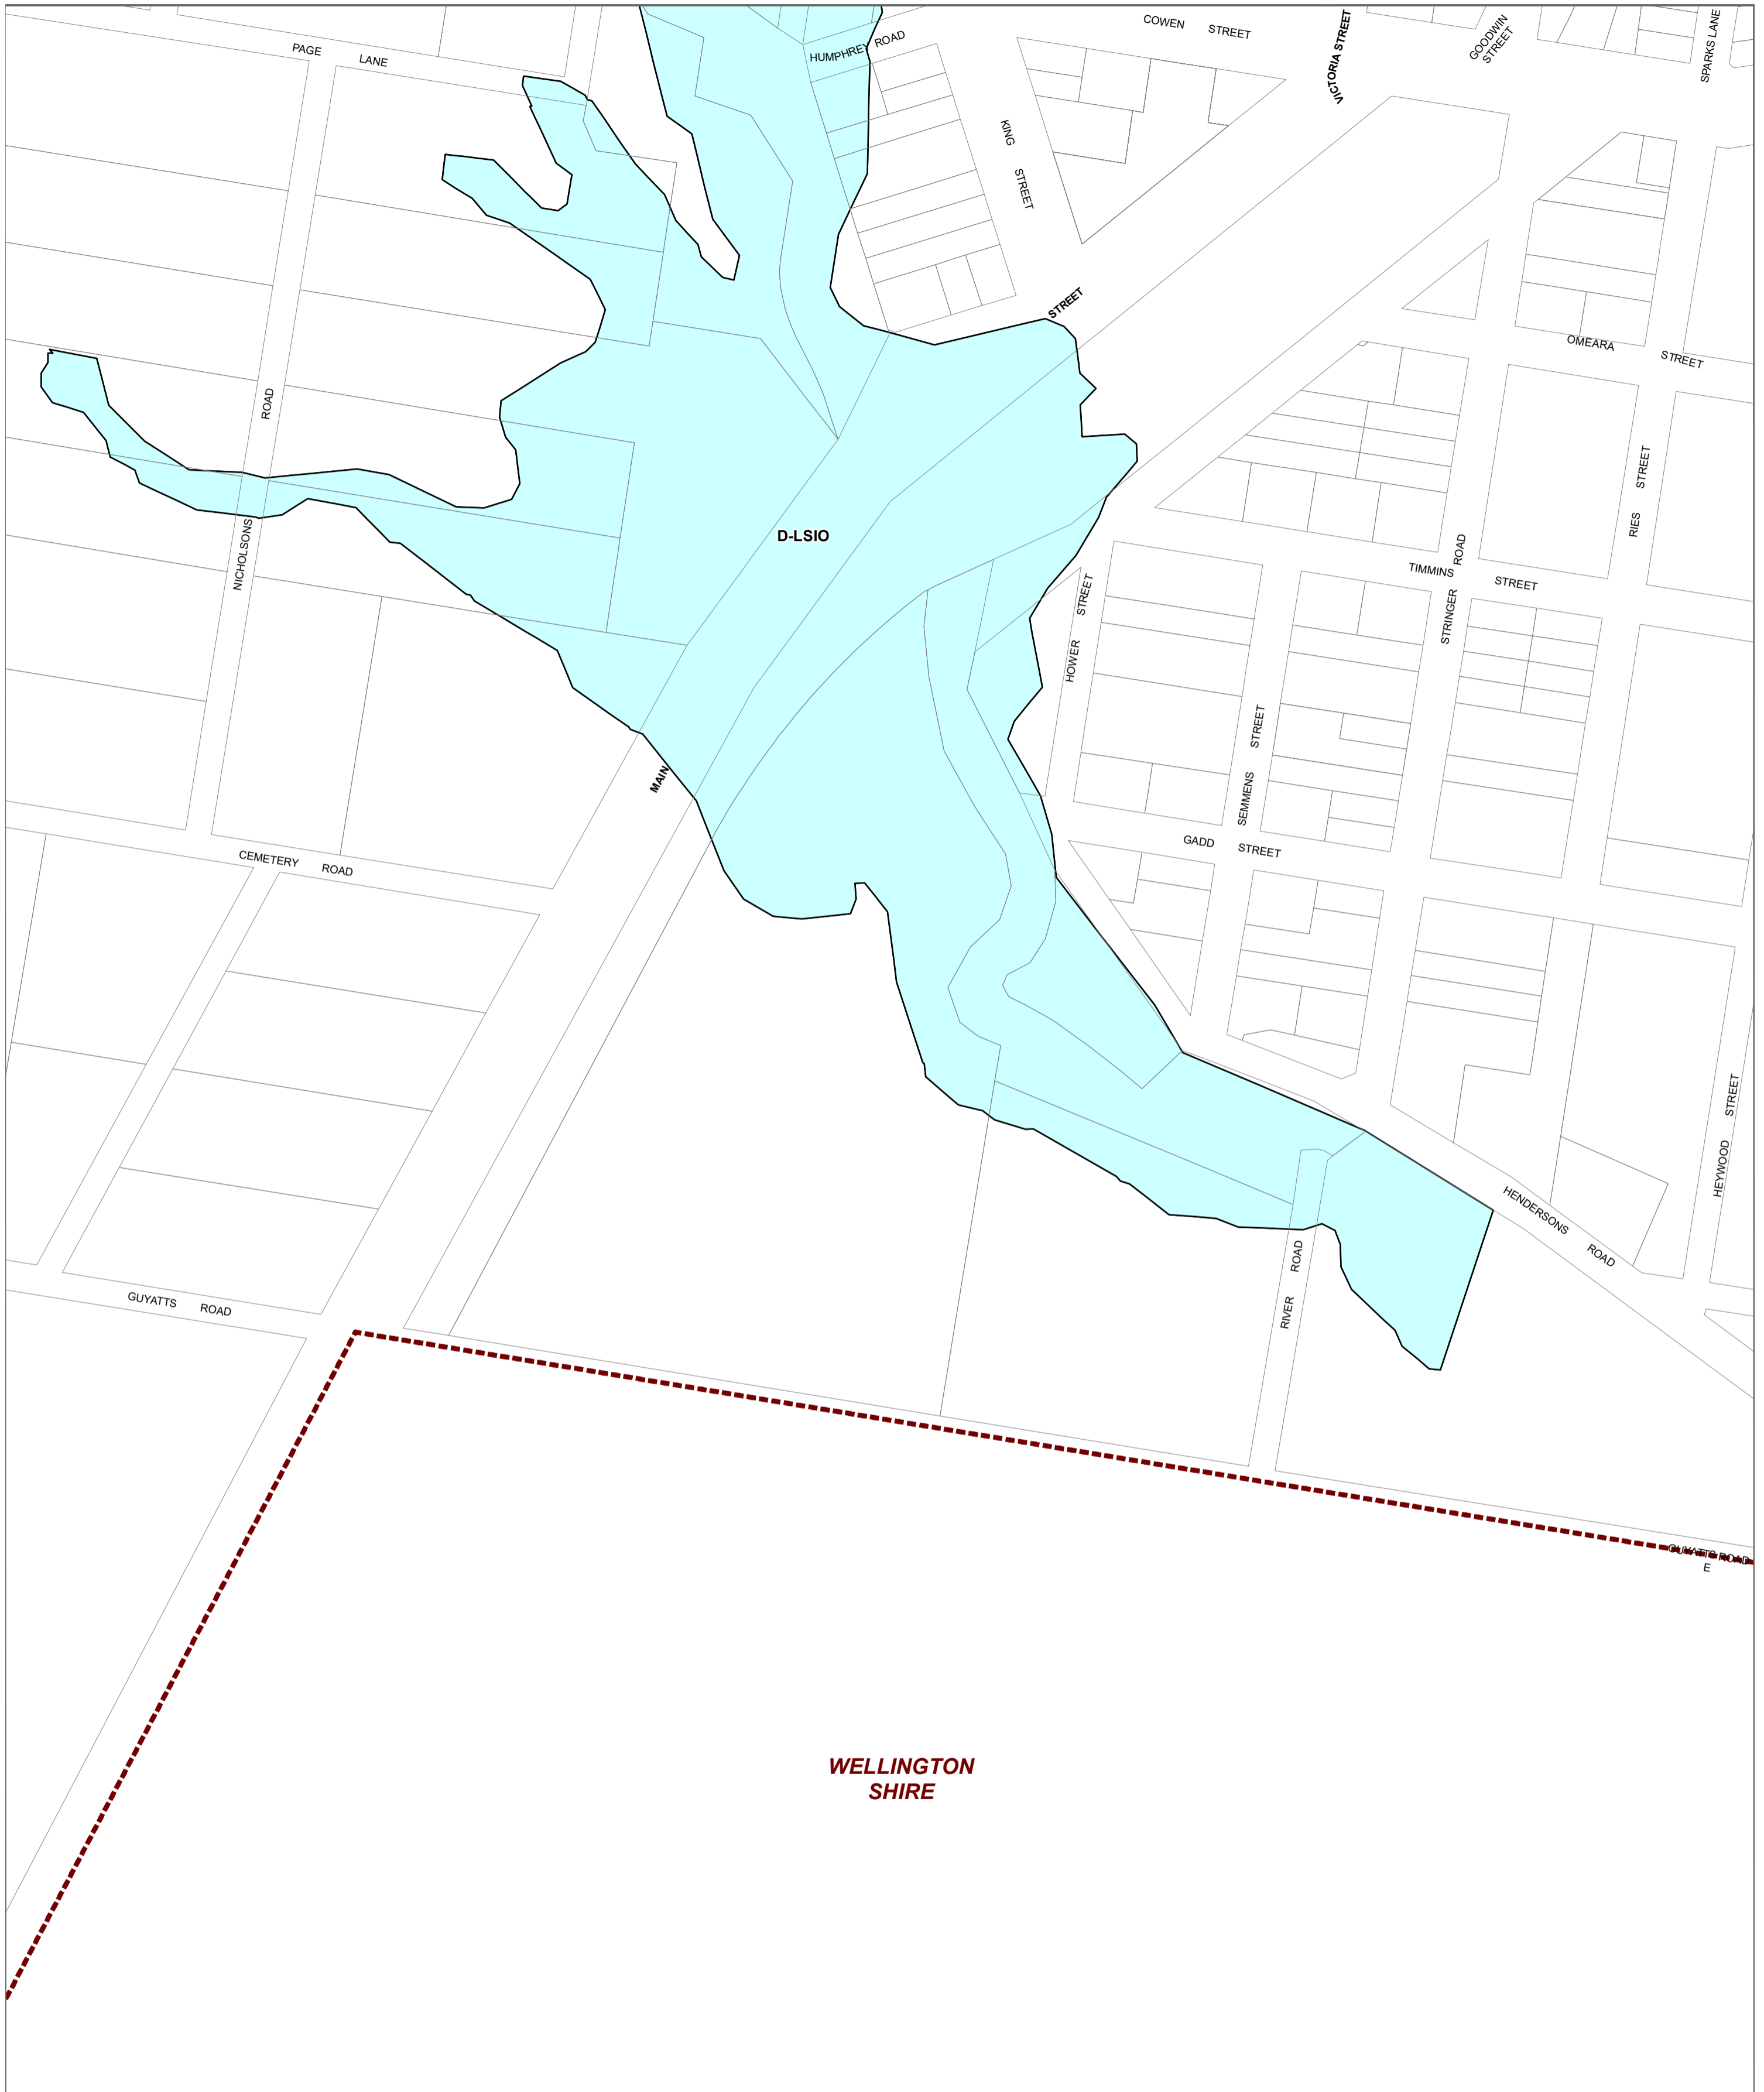 COWEN STREET
VICTORIA STREET
GOODWIN
STREET
SPARKS LANE
PAGE LANE
HUMPHREY ROAD
KING STREET
STREET
OMEARA STREET
NICHOLSONS ROAD
RIES STREET
D-LSIO
TIMMINS STREET
STRINGER ROAD
HOWER STREET
SEMMENS STREET
MAIN
GADD STREET
CEMETERY ROAD
HEYWOOD STREET
HENDERSONS ROAD
RIVER ROAD
GUYATTS ROAD
GUYATTS ROAD
E
WELLINGTON
SHIRE